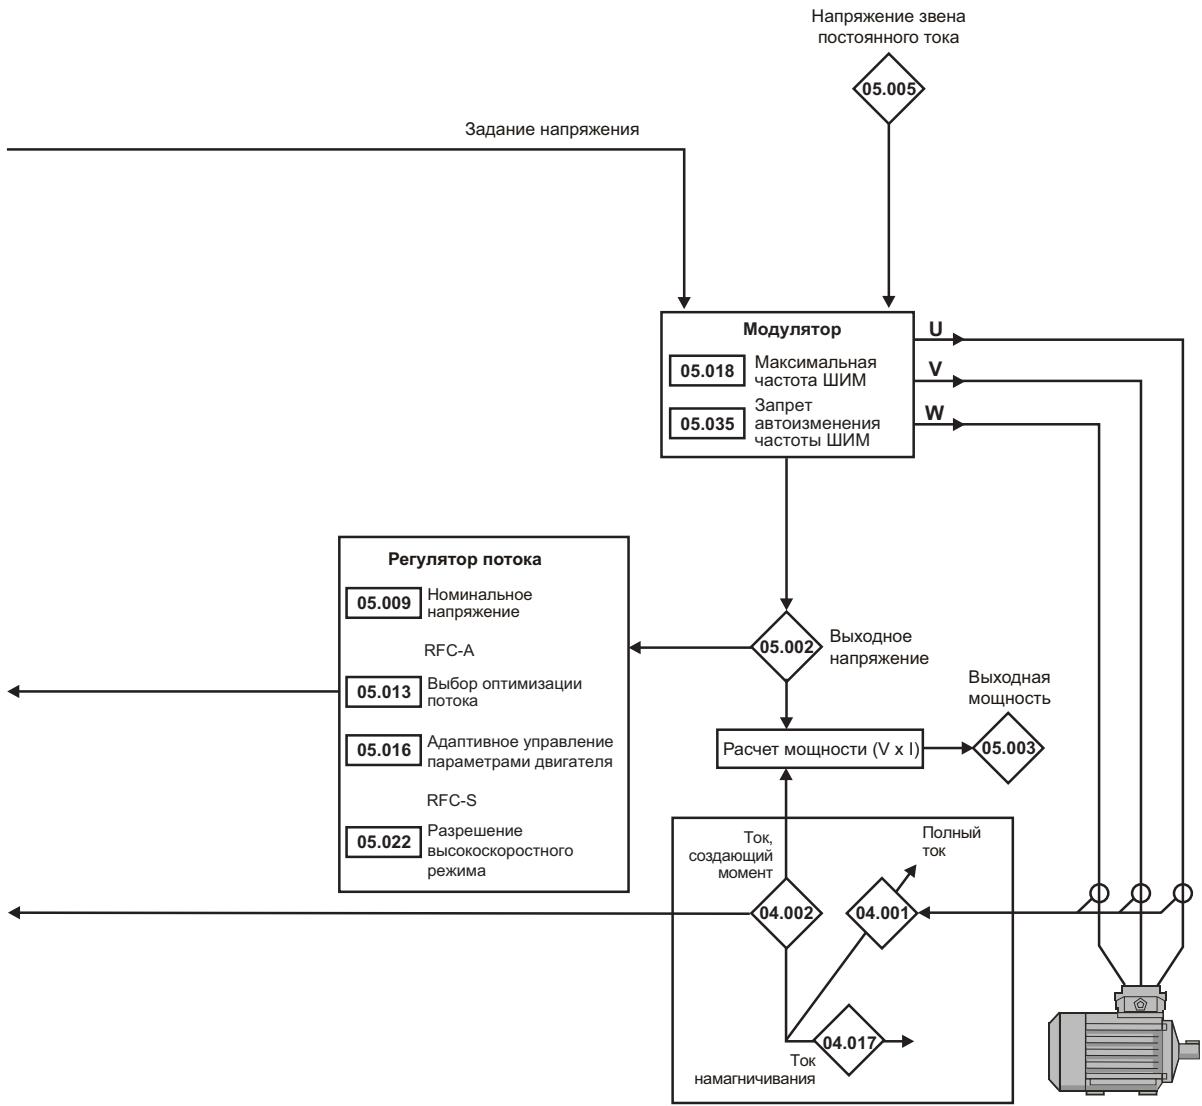 Напряжение звена
постоянного тока
05.005
Задание напряжения
Модулятор
05.018
Максимальная
частота ШИМ
05.035
Запрет
автоизменения
частоты ШИМ
U
V
W
Регулятор потока
05.009
Номинальное
напряжение
RFC-A
05.013
Выбор оптимизации
потока
05.016
Адаптивное управление
параметрами двигателя
RFC-S
05.022
Разрешение
высокоскоростного
режима
05.002
Выходное
напряжение
Выходная
мощность
05.003
Расчет мощности (V x I)
Ток,
создающий
момент
04.002
Полный
ток
04.001
04.017
Ток
намагничивания